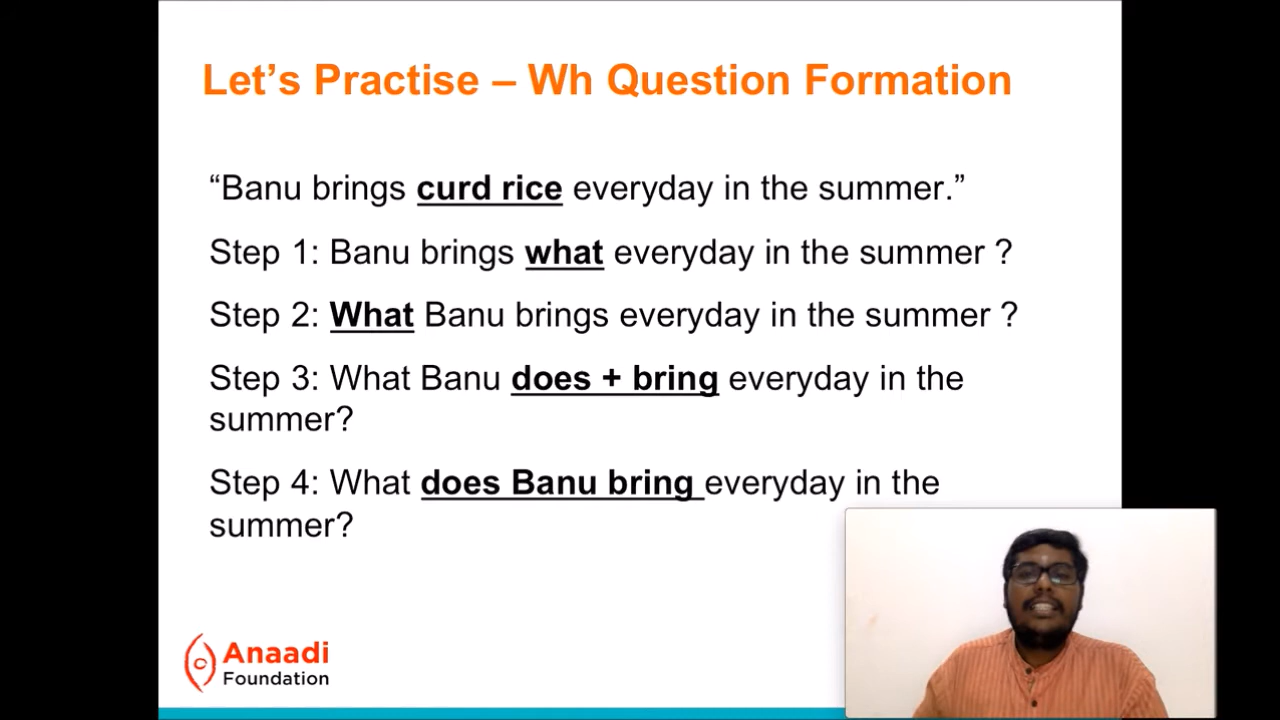 Let’s Practise – Wh Question Formation
“Banu brings curd rice everyday in the summer.”
Step 1: Banu brings what everyday in the summer ?
Step 2: What Banu brings everyday in the summer ?
Step 3: What Banu does + bring everyday in the
summer?
Step 4: What does Banu bring everyday in the
summer?
Anaadi
Foundation